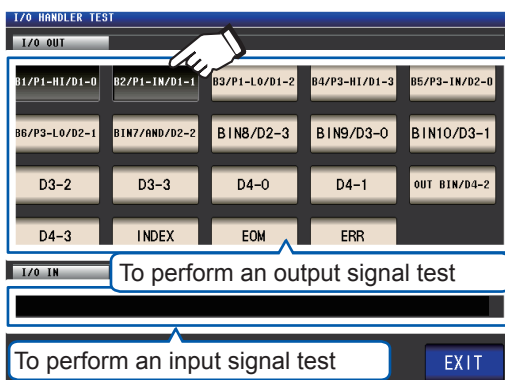 I/O HANDLER TEST
I/O OUT
B1/P1-HI/D1-0 B2/P1-IN/D1-1 B3/P1-LO/D1-2 B4/P3-HI/D1-3 B5/P3-IN/D2-0
B6/P3-LO/D2-1 BIN7/AND/D2-2 BIN8/D2-3 BIN9/D3-0 BIN10/D3-1
D3-2 D3-3 D4-0 D4-1 OUT BIN/D4-2
D4-3 INDEX EOM ERR
I/O IN
To perform an output signal test
To perform an input signal test
EXIT